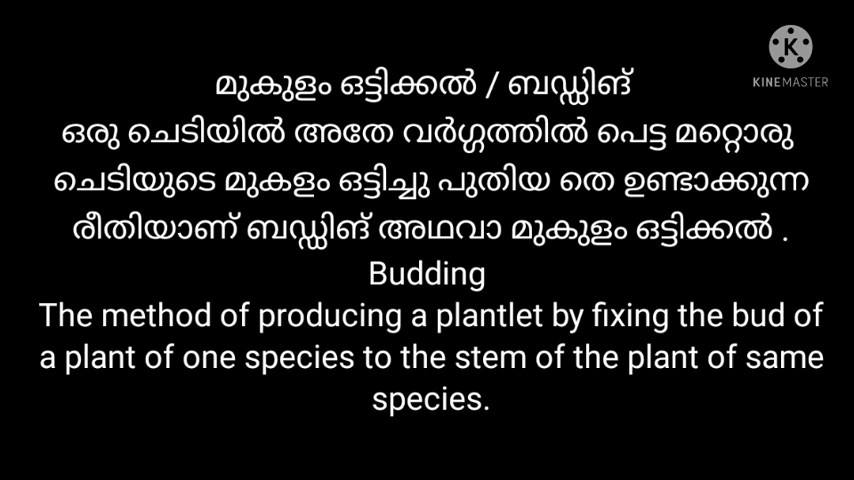 K
KINEMASTER
മുകുളം ഒട്ടിക്കൽ / ബഡ്ഡിങ്
ഒരു ചെടിയിൽ അതേ വർഗ്ഗത്തിൽ പെട്ട മറ്റൊരു
ചെടിയുടെ മുകളം ഒട്ടിച്ചു പുതിയ തെ ഉണ്ടാക്കുന്ന
രീതിയാണ് ബഡ്ഡിങ് അഥവാ മുകുളം ഒട്ടിക്കൽ .
Budding
The method of producing a plantlet by fixing the bud of
a plant of one species to the stem of the plant of same
species.